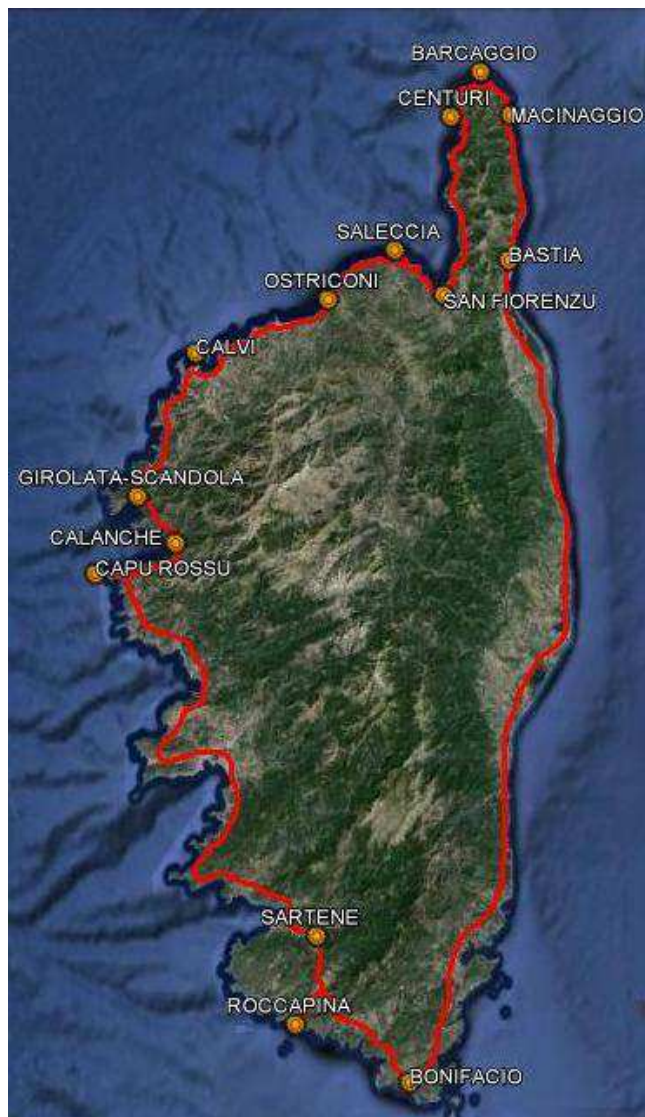 BARCAGGIO
CENTURI
MACINAGGIO
SALECCIA
BASTIA
OSTRICONI
SAN FIORENZU
CALVI
GIROLATA-SCANDOLA
CALANCHE
CAPU ROSSU
SARTENE
ROCCAPINA
BONIFACIO